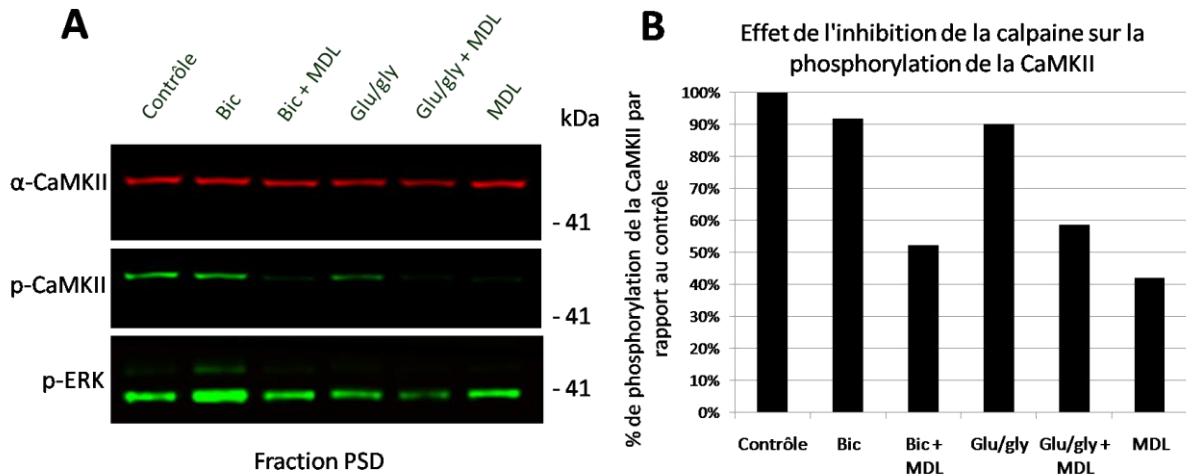 A
Contrôle
Bic
Bic + MDL
Glu/gly
Glu/gly + MDL
MDL
kDa
α-CaMKII
- 41
p-CaMKII
- 41
p-ERK
- 41
Fraction PSD
B
Effet de l'inhibition de la calpaine sur la
phosphorylation de la CaMKII
% de phosphorylation de la CaMKII par
rapport au contrôle
100%
90%
80%
70%
60%
50%
40%
30%
20%
10%
0%
Contrôle
Bic
Bic +
MDL
Glu/gly
Glu/gly +
MDL
MDL